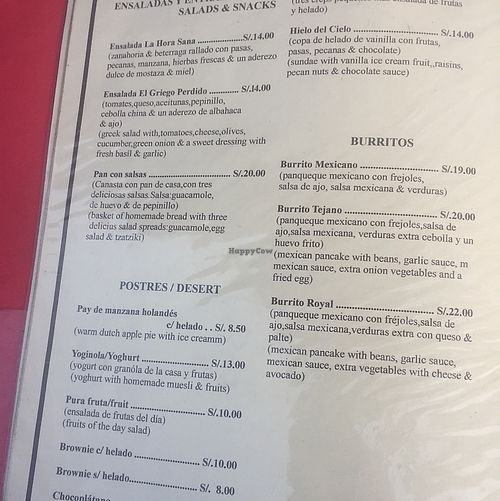 ENSALADAS Y
SALADS & SNACKS
Ensalada La Hora Sana ....................S/.14.00
(zanahoria & beterraga rallado con pasas,
pecanas, manzana, hierbas frescas & un aderezo
dulce de mostaza & miel)
Ensalada El Griego Perdido ............. S/.14.00
(tomates,queso,aceitunas,pepinillo,
cebolla china & un aderezo de albahaca
& ajo)
(greek salad with,tomatoes,cheese,olives,
cucumber,green onion & a sweet dressing with
fresh basil & garlic)
Pan con salsas .................................... S/.20.00
(Canasta con pan de casa,con tres
deliciosas salsas.Salsa:guacamole,
de huevo & de pepinillo)
(basket of homemade bread with three
delicius salad spreads:guacamole,egg
salad & tzatziki)
POSTRES / DESERT
Pay de manzana holandés
c/ helado . . S/. 8.50
(warm dutch apple pie with ice creamm)
Yoginola/Yoghurt ............................. S/.13.00
(yogurt con granóla de la casa y frutas)
(yoghurt with homemade muesli & fruits)
Pura fruta/fruit .................................. S/.10.00
(ensalada de frutas del día)
(fruits of the day salad)
Brownie c/ helado............................ S/.10.00
Brownie s/ helado............................ S/. 8.00
Chocoplátano
y helado)
Hielo del Cielo ..................................... S/.14.00
(copa de helado de vainilla con frutas,
pasas, pecanas & chocolate)
(sundae with vanilla ice cream fruit,,raisins,
pecan nuts & chocolate sauce)
BURRITOS
Burrito Mexicano .................................. S/.19.00
(panqueque mexicano con frejoles,
salsa de ajo, salsa mexicana & verduras)
Burrito Tejano ........................................ S/.20.00
(panqueque mexicano con frejoles,salsa de
ajo,salsa mexicana, verduras extra cebolla y un
huevo frito)
(mexican pancake with beans, garlic sauce, m
mexican sauce, extra onion vegetables and a
fried egg)
Burrito Royal ......................................... S/.22.00
(panqueque mexicano con fréjoles,salsa de
ajo,salsa mexicana,verduras extra con queso &
palte)
(mexican pancake with beans, garlic sauce,
mexican sauce, extra vegetables with cheese &
avocado)
HappyCow